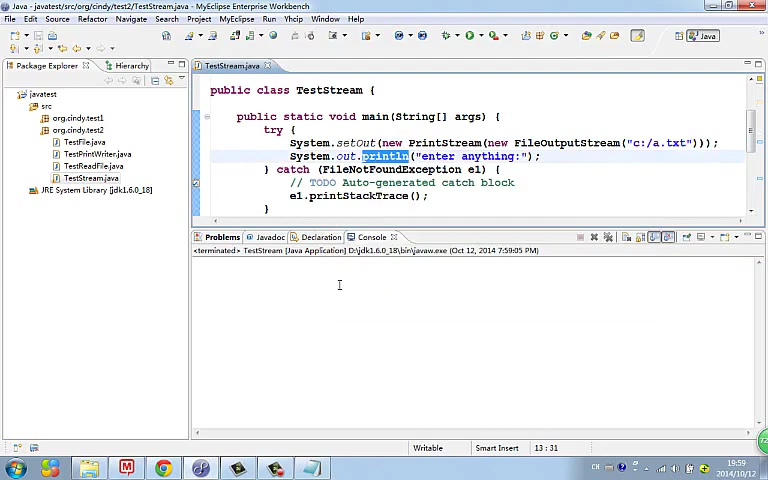 Java - javatest/src/org/cindy/test2/TestStream.java - MyEclipse Enterprise Workbench
File Edit Source Refactor Navigate Search Project MyEclipse Run Yhcip Window Help
Java
Package Explorer Hierarchy
javatest
src
org.cindy.test1
org.cindy.test2
TestFile.java
TestPrintWriter.java
TestReadFile.java
TestStream.java
JRE System Library [jdk1.6.0_18]
TestStream.java
public class TestStream {
public static void main(String[] args) {
try {
System.setOut(new PrintStream(new FileOutputStream("c:/a.txt")));
System.out.println("enter anything:");
} catch (FileNotFoundException e1) {
// TODO Auto-generated catch block
e1.printStackTrace();
}
Problems Javadoc Declaration Console
<terminated> TestStream [Java Application] D:\jdk1.6.0_18\bin\javaw.exe (Oct 12, 2014 7:59:05 PM)
Writable Smart Insert 13 : 31
72
CH
19:59
2014/10/12